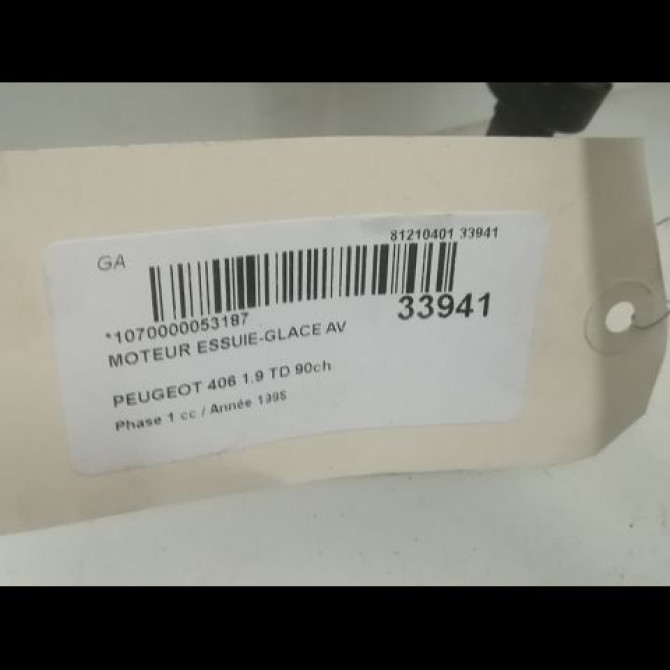 GA
81210401 33941
*1070000053187
33941
MOTEUR ESSUIE-GLACE AV
PEUGEOT 406 1.9 TD 90ch
Phase 1 cc / Année